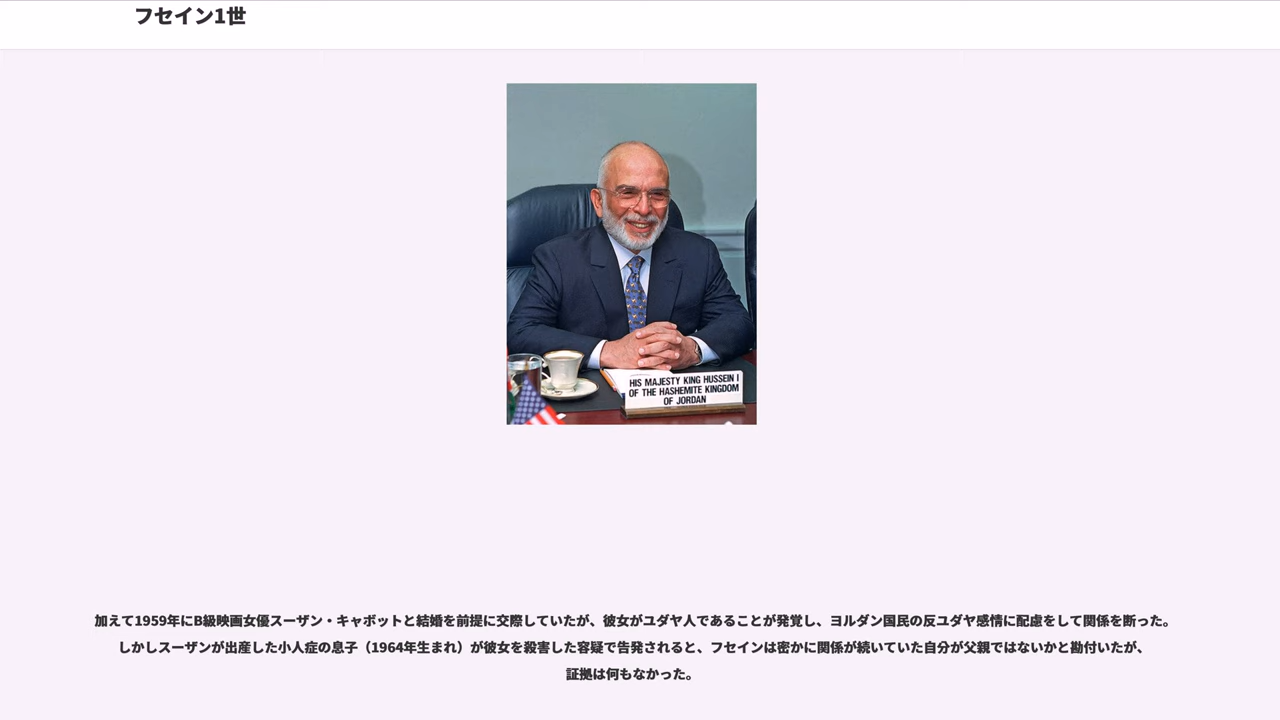 フセイン1世
HIS MAJESTY KING HUSSEIN I
OF THE HASHEMITE KINGDOM
OF JORDAN
加えて1959年にB級映画女優スーザン・キャボットと結婚を前提に交際していたが、彼女がユダヤ人であることが発覚し、ヨルダン国民の反ユダヤ感情に配慮をして関係を断った。
しかしスーザンが出産した小人症の息子（1964年生まれ）が彼女を殺害した容疑で告発されると、フセインは密かに関係が続いていた自分が父親ではないかと勘付いたが、
証拠は何もなかった。